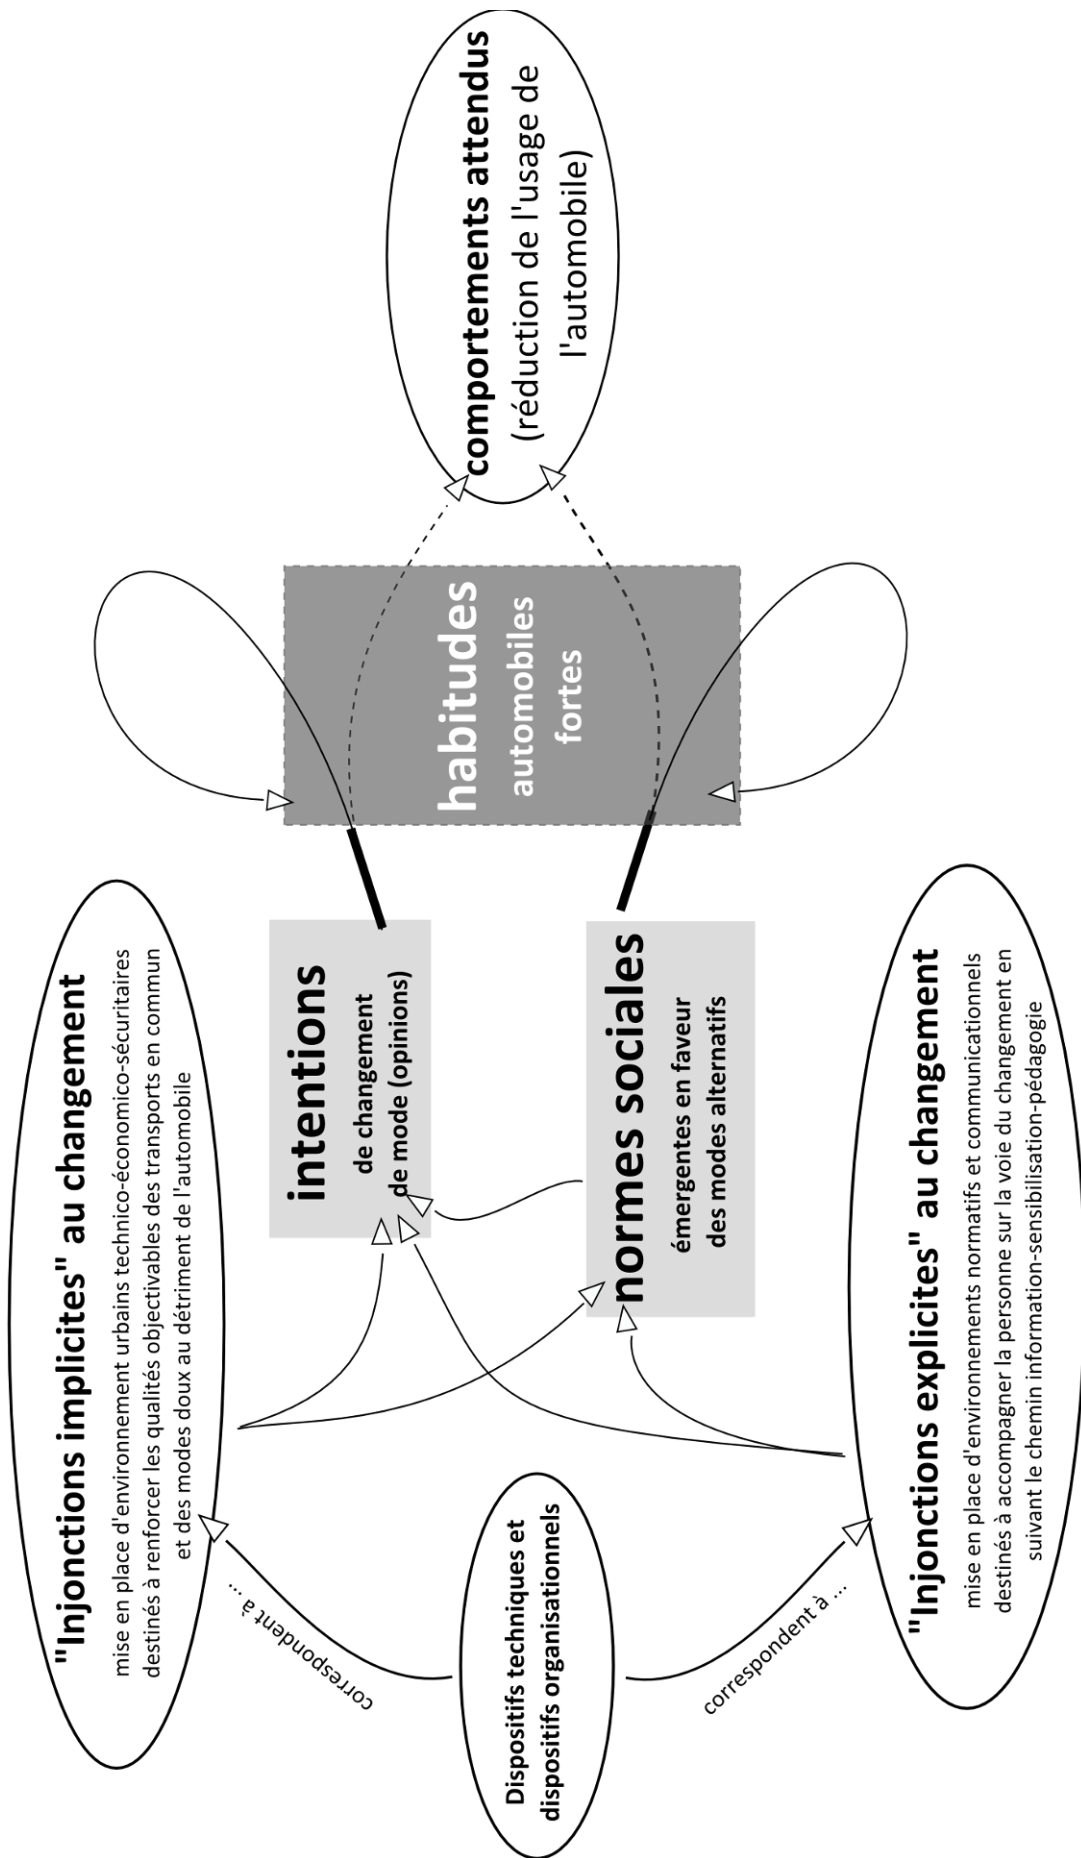 "Injonctions implicites" au changement
mise en place d'environnement urbains technico-économico-sécuritaires
destinés à renforcer les qualités objectivables des transports en commun
et des modes doux au détriment de l'automobile
correspondent à ...
Dispositifs techniques et
dispositifs organisationnels
correspondent à ...
intentions
de changement
de mode (opinions)
normes sociales
émergentes en faveur
des modes alternatifs
habitudes
automobiles
fortes
comportements attendus
(réduction de l'usage de
l'automobile)
"Injonctions explicites" au changement
mise en place d'environnements normatifs et communicationnels
destinés à accompagner la personne sur la voie du changement en
suivant le chemin information-sensibilisation-pédagogie